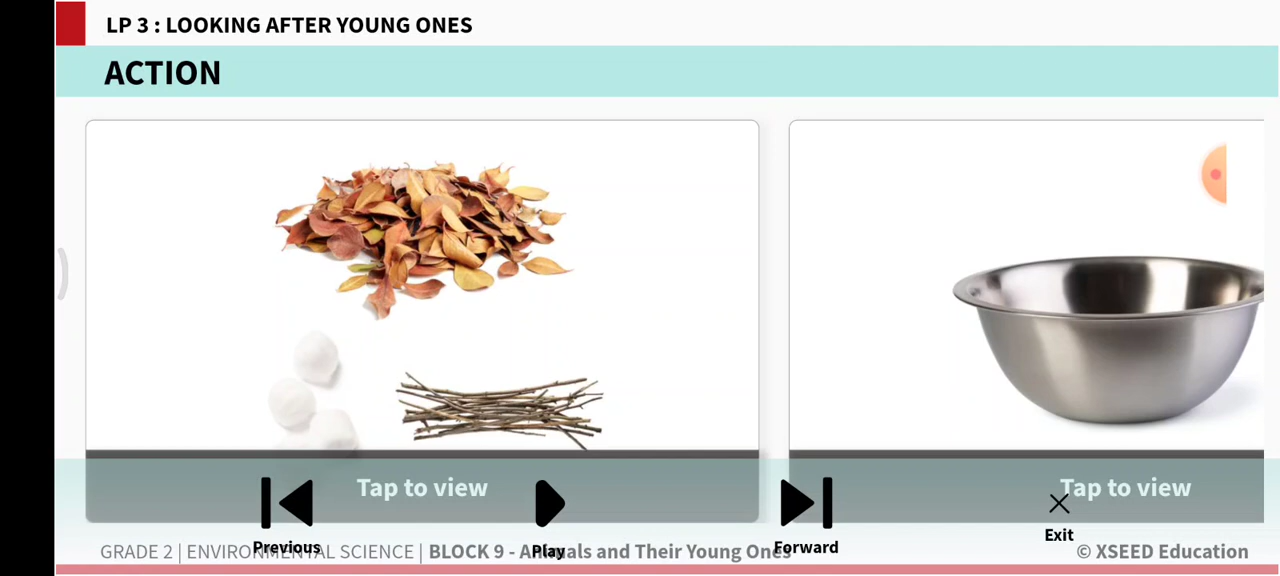 LP 3 : LOOKING AFTER YOUNG ONES
ACTION
Tap to view
Tap to view
Previous
Play
Forward
Exit
GRADE 2 | ENVIRONMENTAL SCIENCE | BLOCK 9 - Animals and Their Young Ones
© XSEED Education